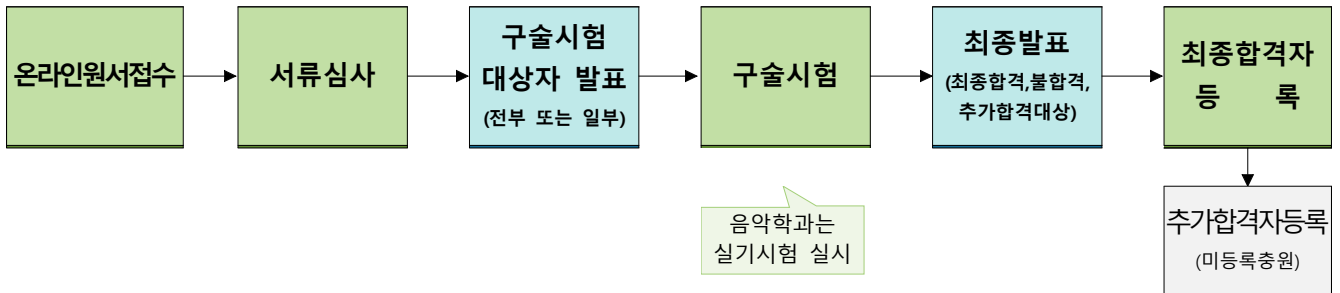 온라인원서접수
서류심사
구술시험
대상자 발표
(전부 또는 일부)
구술시험
최종발표
(최종합격,불합격,
추가합격대상)
최종합격자
등 록
음악학과는
실기시험 실시
추가합격자등록
(미등록충원)